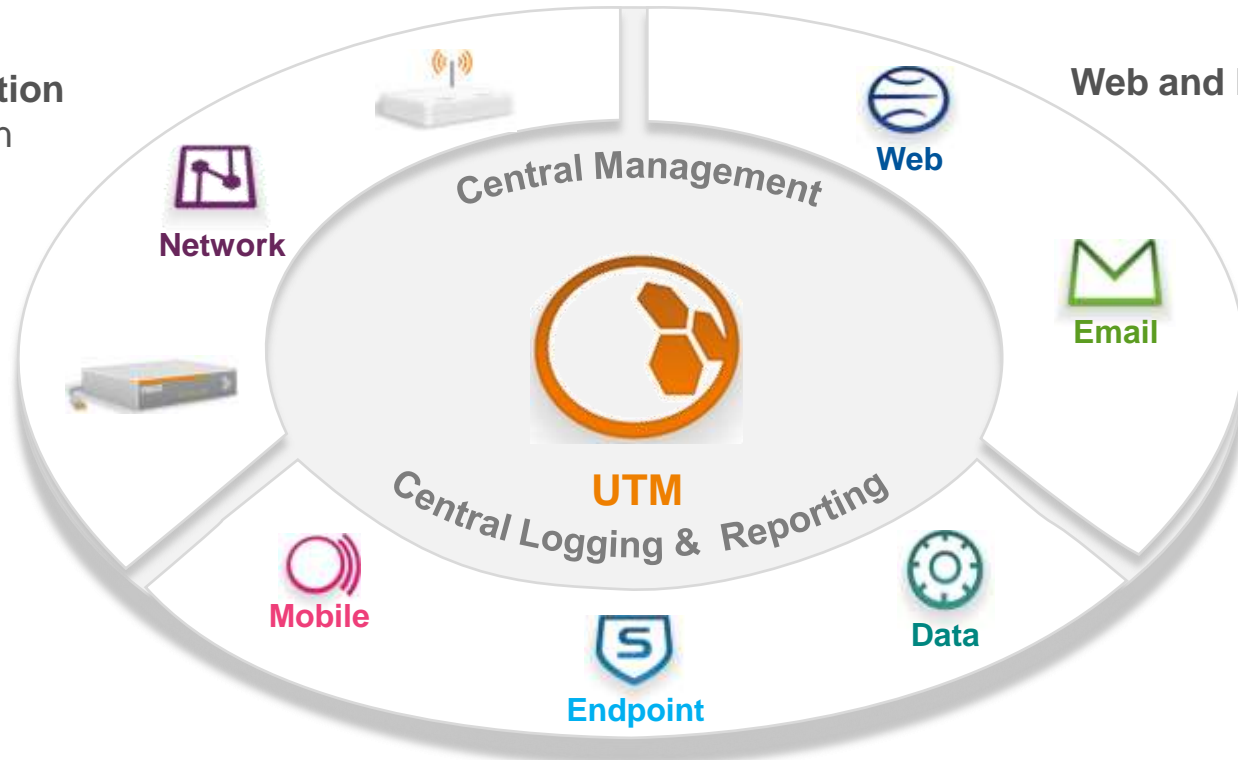 tion
Web and
n
Central Management
Web
Network
Email
UTM
Central Logging & Reporting
Mobile
Data
S
Endpoint